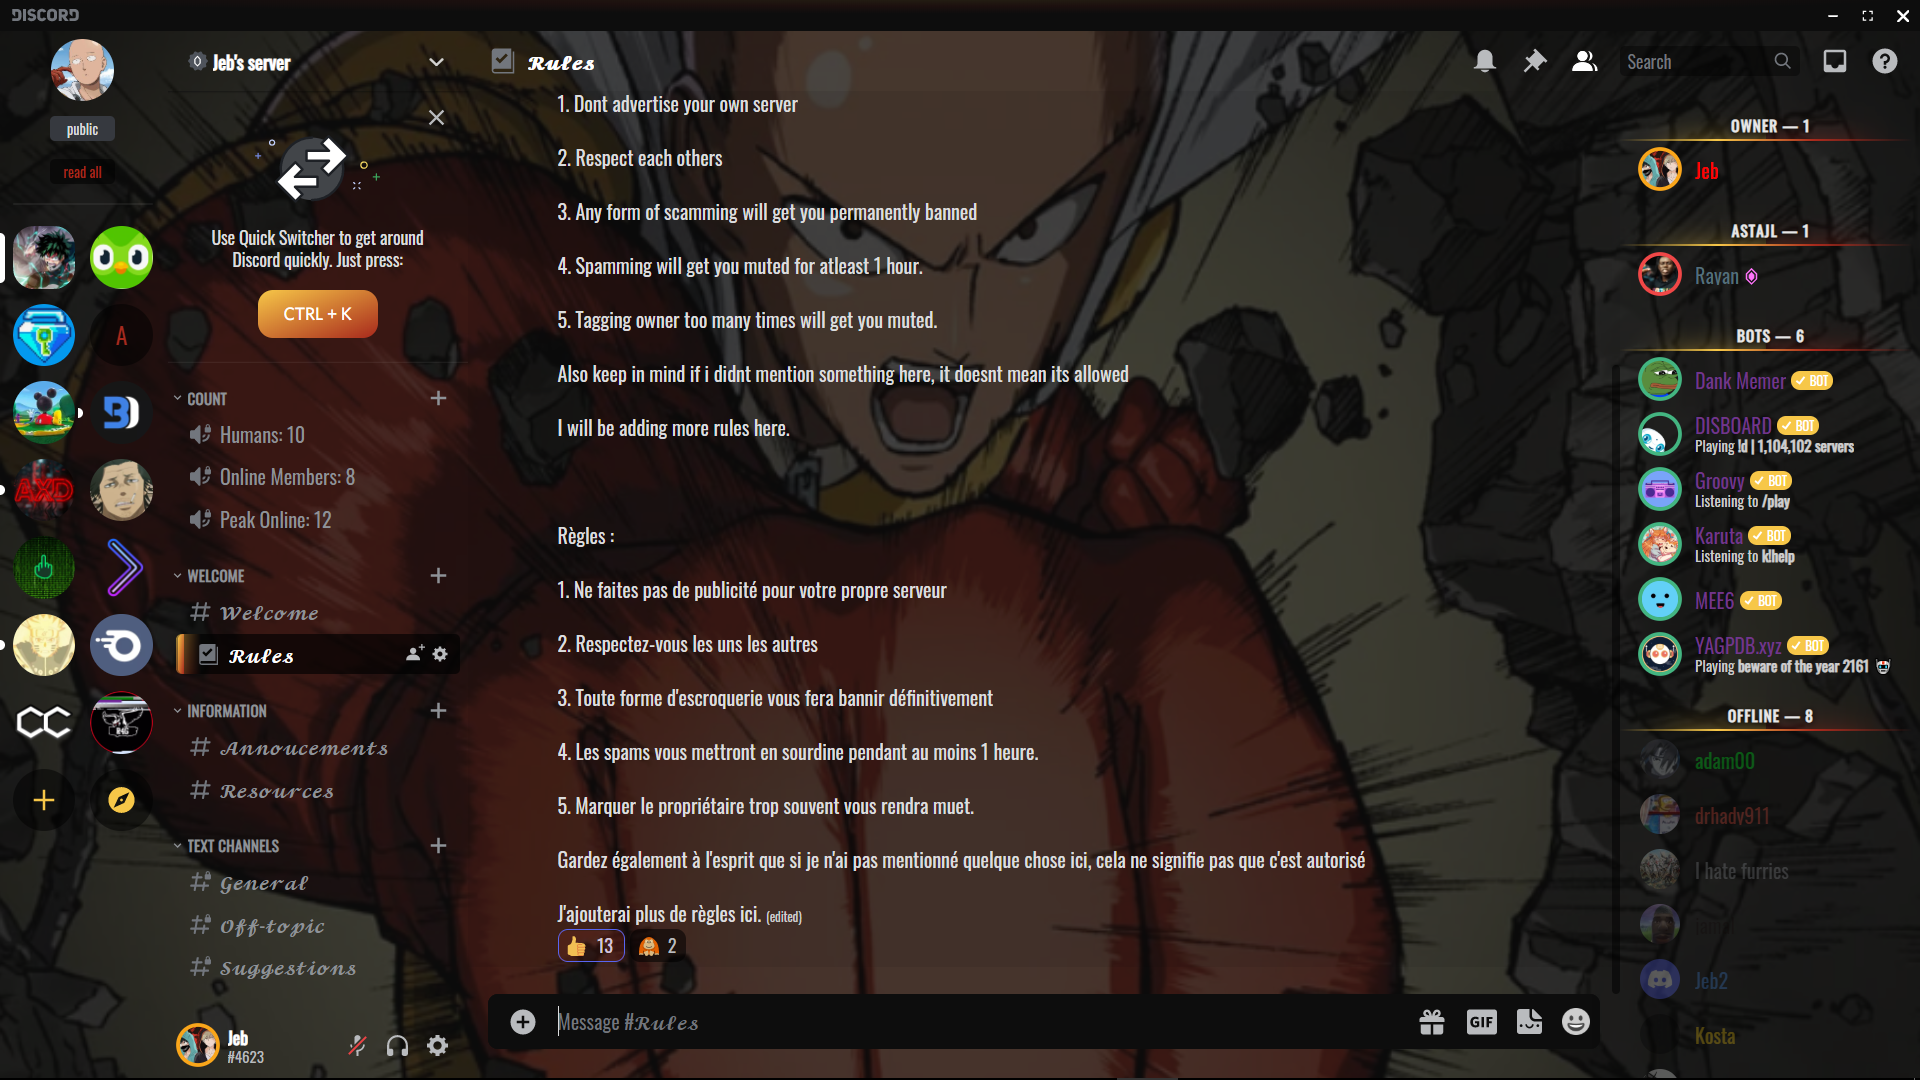 DISCORD
public
read all
A
AXD
CC
Jeb's server
Use Quick Switcher to get around
Discord quickly. Just press:
CTRL + K
COUNT
Humans: 10
Online Members: 8
Peak Online: 12
WELCOME
Welcome
Rules
INFORMATION
Annoucements
Resources
TEXT CHANNELS
General
Off-topic
Suggestions
Jeb
#4623
Rules
Search
1. Dont advertise your own server
2. Respect each others
3. Any form of scamming will get you permanently banned
4. Spamming will get you muted for atleast 1 hour.
5. Tagging owner too many times will get you muted.
Also keep in mind if i didnt mention something here, it doesnt mean its allowed
I will be adding more rules here.
Règles :
1. Ne faites pas de publicité pour votre propre serveur
2. Respectez-vous les uns les autres
3. Toute forme d'escroquerie vous fera bannir définitivement
4. Les spams vous mettront en sourdine pendant au moins 1 heure.
5. Marquer le propriétaire trop souvent vous rendra muet.
Gardez également à l'esprit que si je n'ai pas mentionné quelque chose ici, cela ne signifie pas que c'est autorisé
J'ajouterai plus de règles ici. (edited)
13
2
Message #Rules
GIF
OWNER — 1
Jeb
ASTAJL — 1
Rayan
BOTS — 6
Dank Memer BOT
DISBOARD BOT
Playing !d | 1,104,102 servers
Groovy BOT
Listening to /play
Karuta BOT
Listening to k!help
MEE6 BOT
YAGPDB.xyz BOT
Playing beware of the year 2161
OFFLINE — 8
adam00
drhady911
I hate furries
Jeb2
Kosta